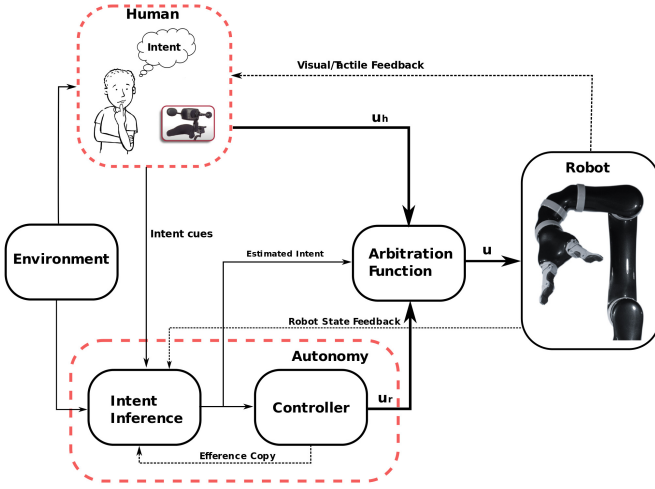 Human
Intent
Visual/Tactile Feedback
uh
Robot
Intent cues
Environment
Estimated Intent
Arbitration
Function
u
Robot State Feedback
Autonomy
Intent
Inference
Controller
ur
Efference Copy